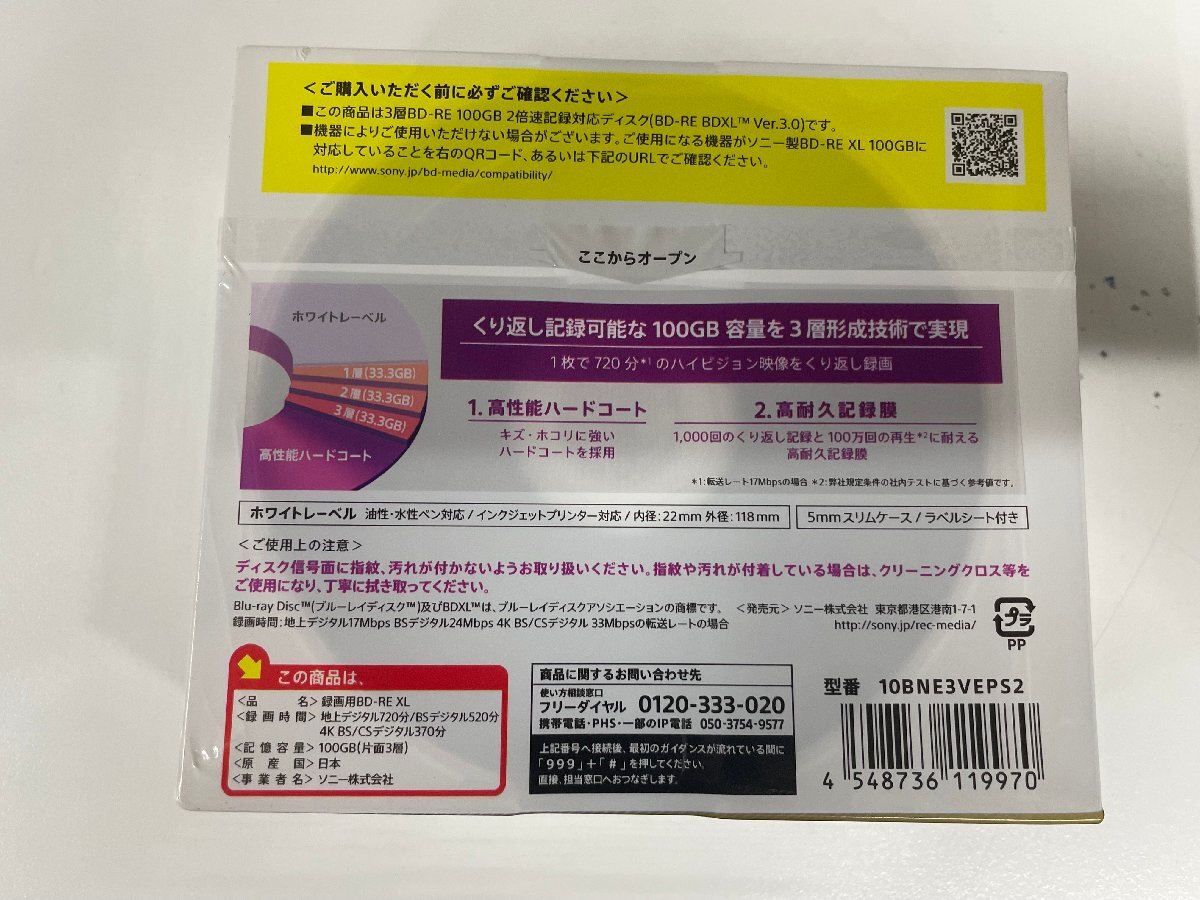 ＜ご購入いただく前に必ずご確認ください＞
■この商品は3層BD-RE 100GB 2倍速記録対応ディスク(BD-RE BDXL™ Ver.3.0)です。
■機器によりご使用いただけない場合がございます。ご使用になる機器がソニー製BD-RE XL 100GBに
対応していることを右のQRコード、あるいは下記のURLでご確認ください。
http://www.sony.jp/bd-media/compatibility/
ここからオープン
ホワイトレーベル
1層(33.3GB)
2層(33.3GB)
3層(33.3GB)
高性能ハードコート
くり返し記録可能な 100GB 容量を 3 層形成技術で実現
1枚で 720 分*1 のハイビジョン映像をくり返し録画
1. 高性能ハードコート
キズ・ホコリに強い
ハードコートを採用
2. 高耐久記録膜
1,000回のくり返し記録と100万回の再生*2に耐える
高耐久記録膜
*1:転送レート17Mbpsの場合 *2:弊社規定条件の社内テストに基づく参考値です。
ホワイトレーベル 油性・水性ペン対応 / インクジェットプリンター対応 / 内径:22mm 外径:118mm
5mmスリムケース / ラベルシート付き
＜ご使用上の注意＞
ディスク信号面に指紋、汚れが付かないようお取り扱いください。指紋や汚れが付着している場合は、クリーニングクロス等を
ご使用になり、丁寧に拭き取ってください。
Blu-ray Disc™(ブルーレイディスク™)及びBDXL™は、ブルーレイディスクアソシエーションの商標です。 ＜発売元＞ ソニー株式会社 東京都港区港南1-7-1
録画時間:地上デジタル17Mbps BSデジタル24Mbps 4K BS/CSデジタル 33Mbpsの転送レートの場合 http://sony.jp/rec-media/
プラ
PP
この商品は、
＜品 名＞録画用BD-RE XL
＜録画時間＞地上デジタル720分/BSデジタル520分
4K BS/CSデジタル370分
＜記憶容量＞100GB(片面3層)
＜原 産 国＞日本
＜事業者名＞ソニー株式会社
商品に関するお問い合わせ先
使い方相談窓口
フリーダイヤル 0120-333-020
携帯電話・PHS・一部のIP電話 050-3754-9577
上記番号へ接続後、最初のガイダンスが流れている間に
「999」+「#」を押してください。
直接、担当窓口へおつなぎします。
型番 10BNE3VEPS2
4 548736 119970